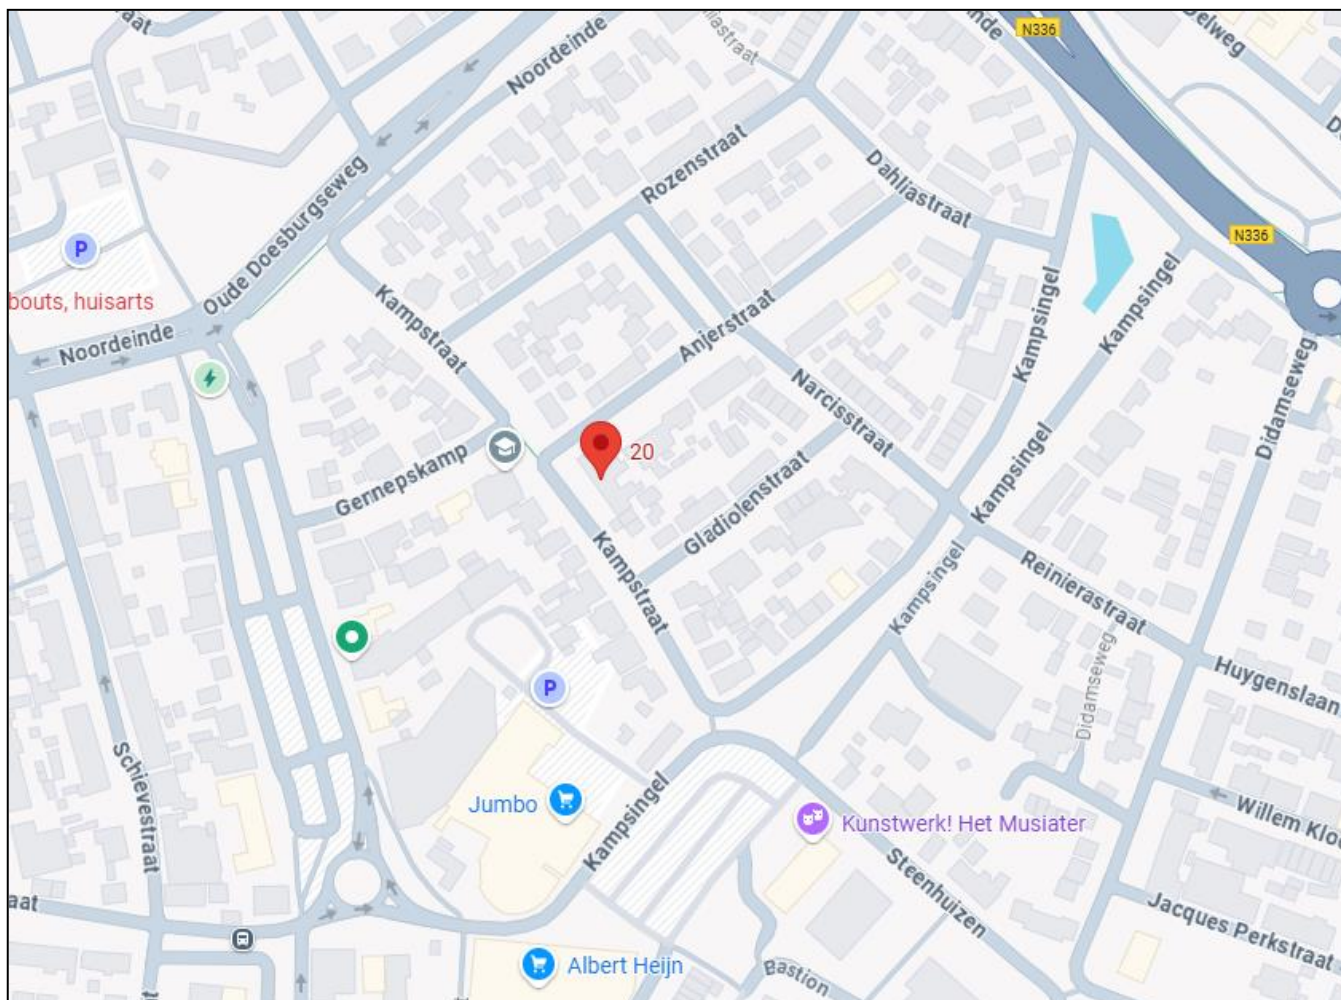 N336
Noordeinde
Rozenstraat
Dahliastraat
N336
Oude Doesburgseweg
P
bouts, huisarts
Noordeinde
Kampstraat
Anjerstraat
Kampsingel
Kampsingel
Narcisstraat
Didamseweg
20
Gernepskamp
Gladiolenstraat
Kampsingel
Kampstraat
Kampsingel
Reinierastraat
Didamseweg
Huygenslaan
P
Schievestraat
Jumbo
Kampsingel
Kunstwerk! Het Musiater
Willem Kloo
Steenhuizen
aat
Jacques Perkstraat
Albert Heijn
Bastion